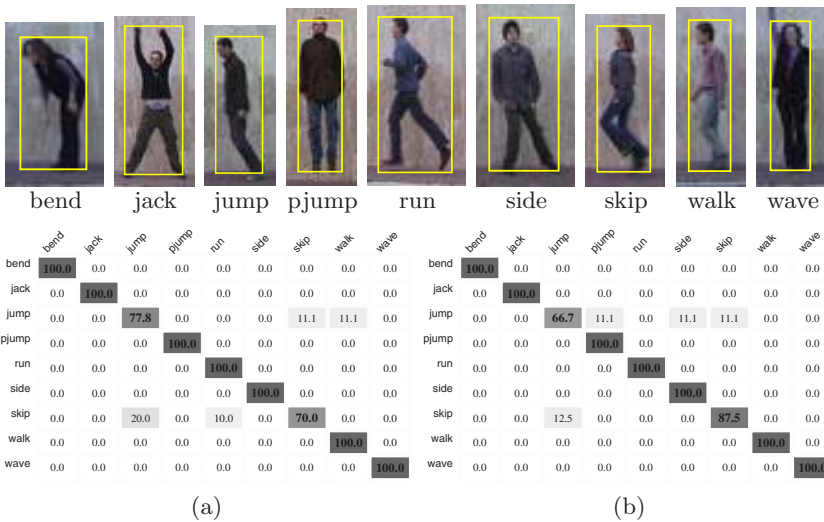 bend jack jump pjump run side skip walk wave
bend jack jump pjump run side skip walk wave
bend 100.0 0.0 0.0 0.0 0.0 0.0 0.0 0.0 0.0
jack 0.0 100.0 0.0 0.0 0.0 0.0 0.0 0.0 0.0
jump 0.0 0.0 77.8 0.0 0.0 0.0 11.1 11.1 0.0
pjump 0.0 0.0 0.0 100.0 0.0 0.0 0.0 0.0 0.0
run 0.0 0.0 0.0 0.0 100.0 0.0 0.0 0.0 0.0
side 0.0 0.0 0.0 0.0 0.0 100.0 0.0 0.0 0.0
skip 0.0 0.0 20.0 0.0 10.0 0.0 70.0 0.0 0.0
walk 0.0 0.0 0.0 0.0 0.0 0.0 0.0 100.0 0.0
wave 0.0 0.0 0.0 0.0 0.0 0.0 0.0 0.0 100.0
(a)
bend jack jump pjump run side skip walk wave
bend 100.0 0.0 0.0 0.0 0.0 0.0 0.0 0.0 0.0
jack 0.0 100.0 0.0 0.0 0.0 0.0 0.0 0.0 0.0
jump 0.0 0.0 66.7 11.1 0.0 11.1 11.1 0.0 0.0
pjump 0.0 0.0 0.0 100.0 0.0 0.0 0.0 0.0 0.0
run 0.0 0.0 0.0 0.0 100.0 0.0 0.0 0.0 0.0
side 0.0 0.0 0.0 0.0 0.0 100.0 0.0 0.0 0.0
skip 0.0 0.0 12.5 0.0 0.0 0.0 87.5 0.0 0.0
walk 0.0 0.0 0.0 0.0 0.0 0.0 0.0 100.0 0.0
wave 0.0 0.0 0.0 0.0 0.0 0.0 0.0 0.0 100.0
(b)